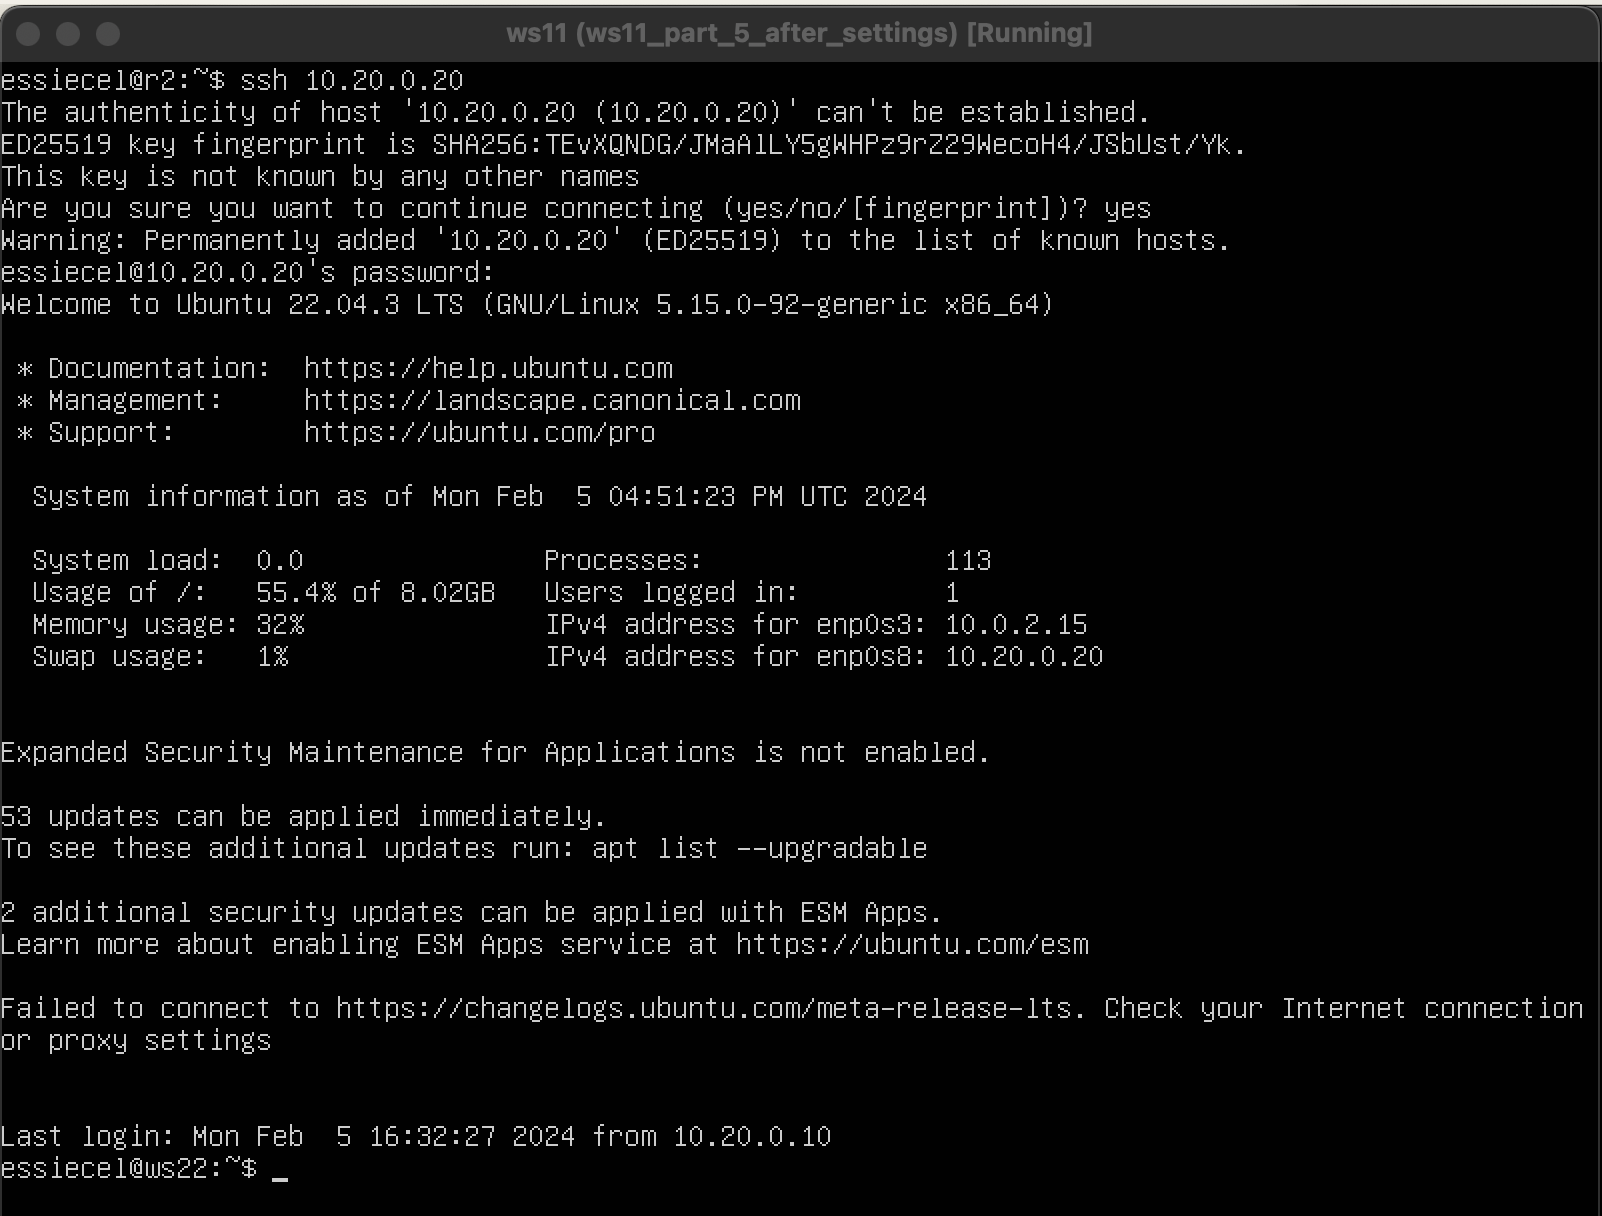 ws11 (ws11_part_5_after_settings) [Running]
essiecel@r2:~$ ssh 10.20.0.20
The authenticity of host '10.20.0.20 (10.20.0.20)' can't be established.
ED25519 key fingerprint is SHA256:TEvXQNDG/JMaAlLY5gWHPz9rZ29WecoH4/JSbUst/Yk.
This key is not known by any other names
Are you sure you want to continue connecting (yes/no/[fingerprint])? yes
Warning: Permanently added '10.20.0.20' (ED25519) to the list of known hosts.
essiecel@10.20.0.20's password:
Welcome to Ubuntu 22.04.3 LTS (GNU/Linux 5.15.0-92-generic x86_64)
* Documentation:  https://help.ubuntu.com
* Management:     https://landscape.canonical.com
* Support:        https://ubuntu.com/pro
System information as of Mon Feb  5 04:51:23 PM UTC 2024
System load:  0.0               Processes:               113
Usage of /:   55.4% of 8.02GB   Users logged in:         1
Memory usage: 32%               IPv4 address for enp0s3: 10.0.2.15
Swap usage:   1%                IPv4 address for enp0s8: 10.20.0.20
Expanded Security Maintenance for Applications is not enabled.
53 updates can be applied immediately.
To see these additional updates run: apt list --upgradable
2 additional security updates can be applied with ESM Apps.
Learn more about enabling ESM Apps service at https://ubuntu.com/esm
Failed to connect to https://changelogs.ubuntu.com/meta-release-lts. Check your Internet connection
or proxy settings
Last login: Mon Feb  5 16:32:27 2024 from 10.20.0.10
essiecel@ws22:~$ _